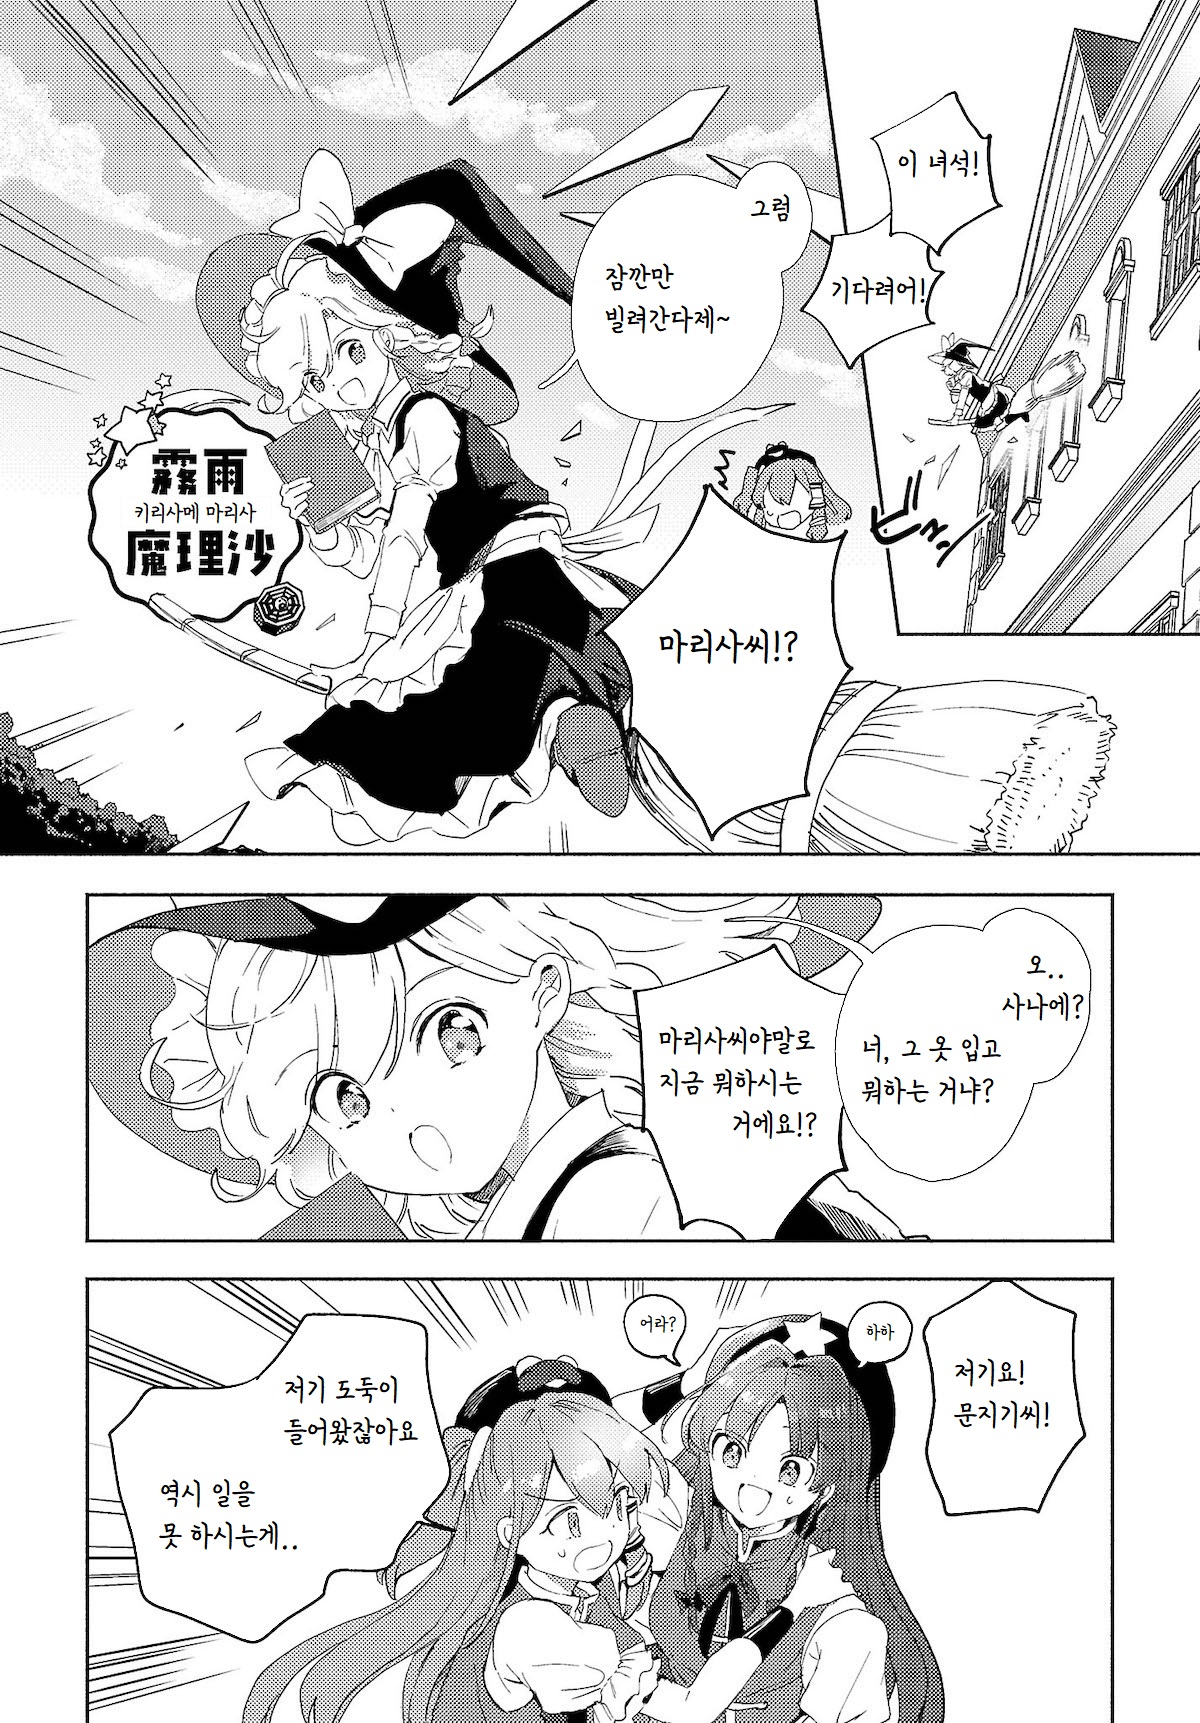 이 녀석!
기다려어!
그럼
잠깐만
빌려간다제~
霧雨
키리사메 마리사
魔理沙
마리사씨!?
오..
사나에?
너, 그 옷 입고
뭐하는 거냐?
마리사씨야말로
지금 뭐하시는
거에요!?
저기요!
문지기씨!
하하
어라?
저기 도둑이
들어왔잖아요
역시 일을
못 하시는게..